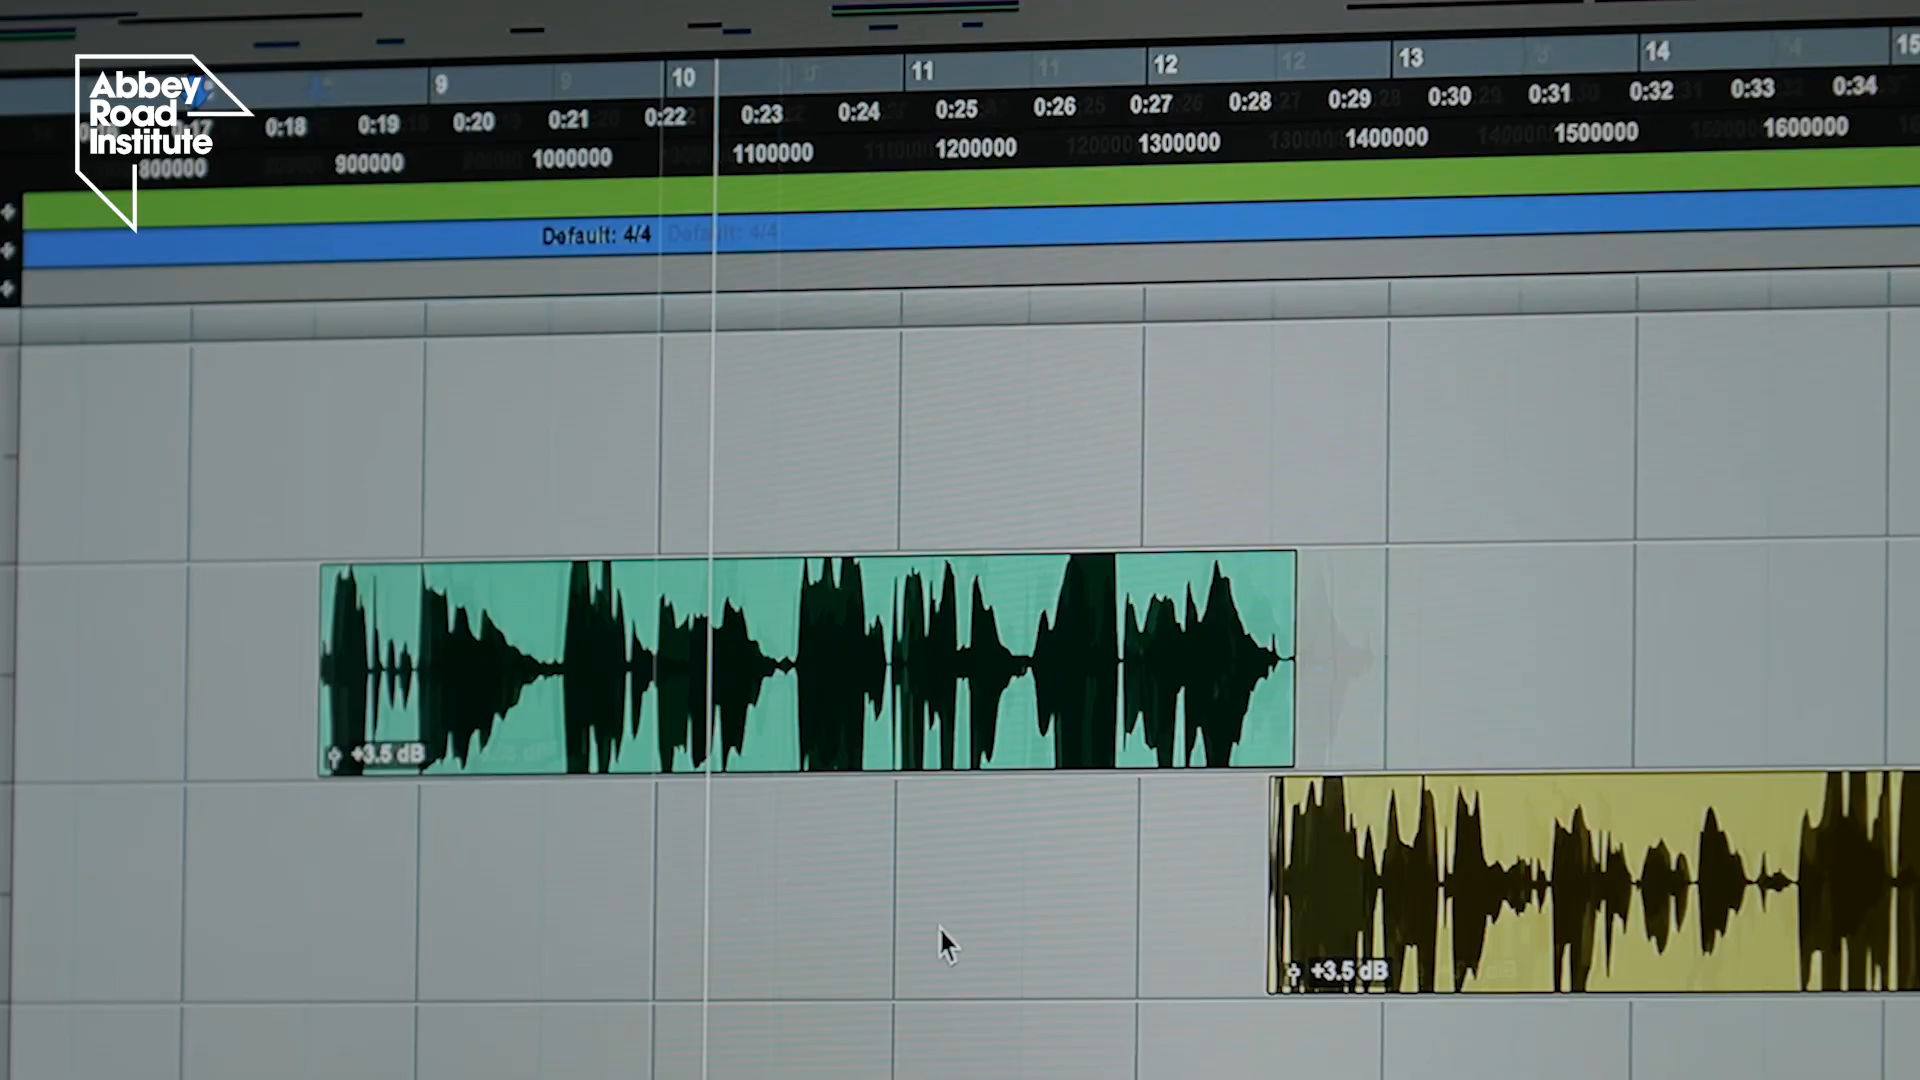 Abbey
Road
Institute
9 10 11 12 13 14 15
0:17 0:18 0:19 0:20 0:21 0:22 0:23 0:24 0:25 0:26 0:27 0:28 0:29 0:30 0:31 0:32 0:33 0:34
800000 900000 1000000 1100000 1200000 1300000 1400000 1500000 1600000
Default: 4/4
+3.5 dB
+3.5 dB